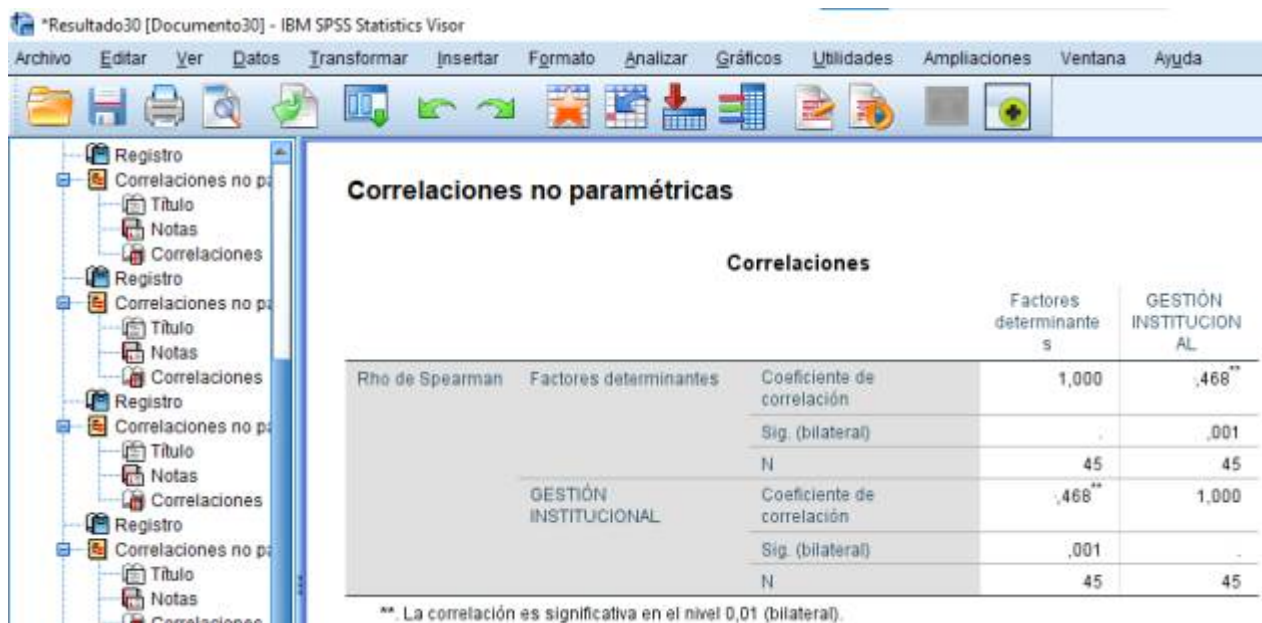 *Resultado30 [Documento30] - IBM SPSS Statistics Visor
Archivo Editar Ver Datos Transformar Insertar Formato Analizar Gráficos Utilidades Ampliaciones Ventana Ayuda
Registro
Correlaciones no pa
Título
Notas
Correlaciones
Registro
Correlaciones no pa
Título
Notas
Correlaciones
Registro
Correlaciones no pa
Título
Notas
Correlaciones
Registro
Correlaciones no pa
Título
Notas
Correlaciones
Correlaciones no paramétricas
Correlaciones
Factores GESTIÓN
determinante INSTITUCION
s AL
Rho de Spearman Factores determinantes Coeficiente de 1,000 ,468**
correlación
Sig. (bilateral) . ,001
N 45 45
GESTIÓN Coeficiente de ,468** 1,000
INSTITUCIONAL correlación
Sig. (bilateral) ,001 .
N 45 45
**. La correlación es significativa en el nivel 0,01 (bilateral).